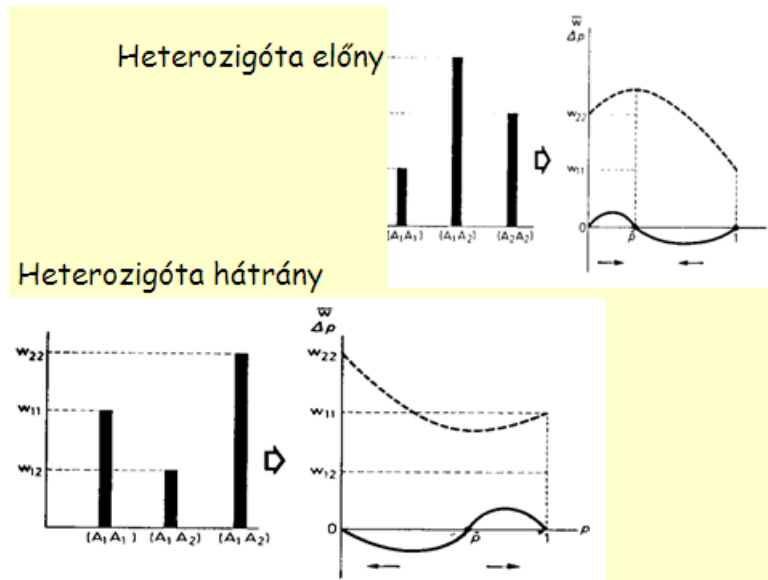 Heterozigóta előny
w̅
Δp
w₂₂
w₁₁
0
p̂
1
(A₁A₁) (A₁A₂) (A₂A₂)
Heterozigóta hátrány
w₂₂
w₁₁
w₁₂
(A₁A₁) (A₁A₂) (A₁A₂)
w̅
Δp
w₂₂
w₁₁
w₁₂
0
p̂
1
p